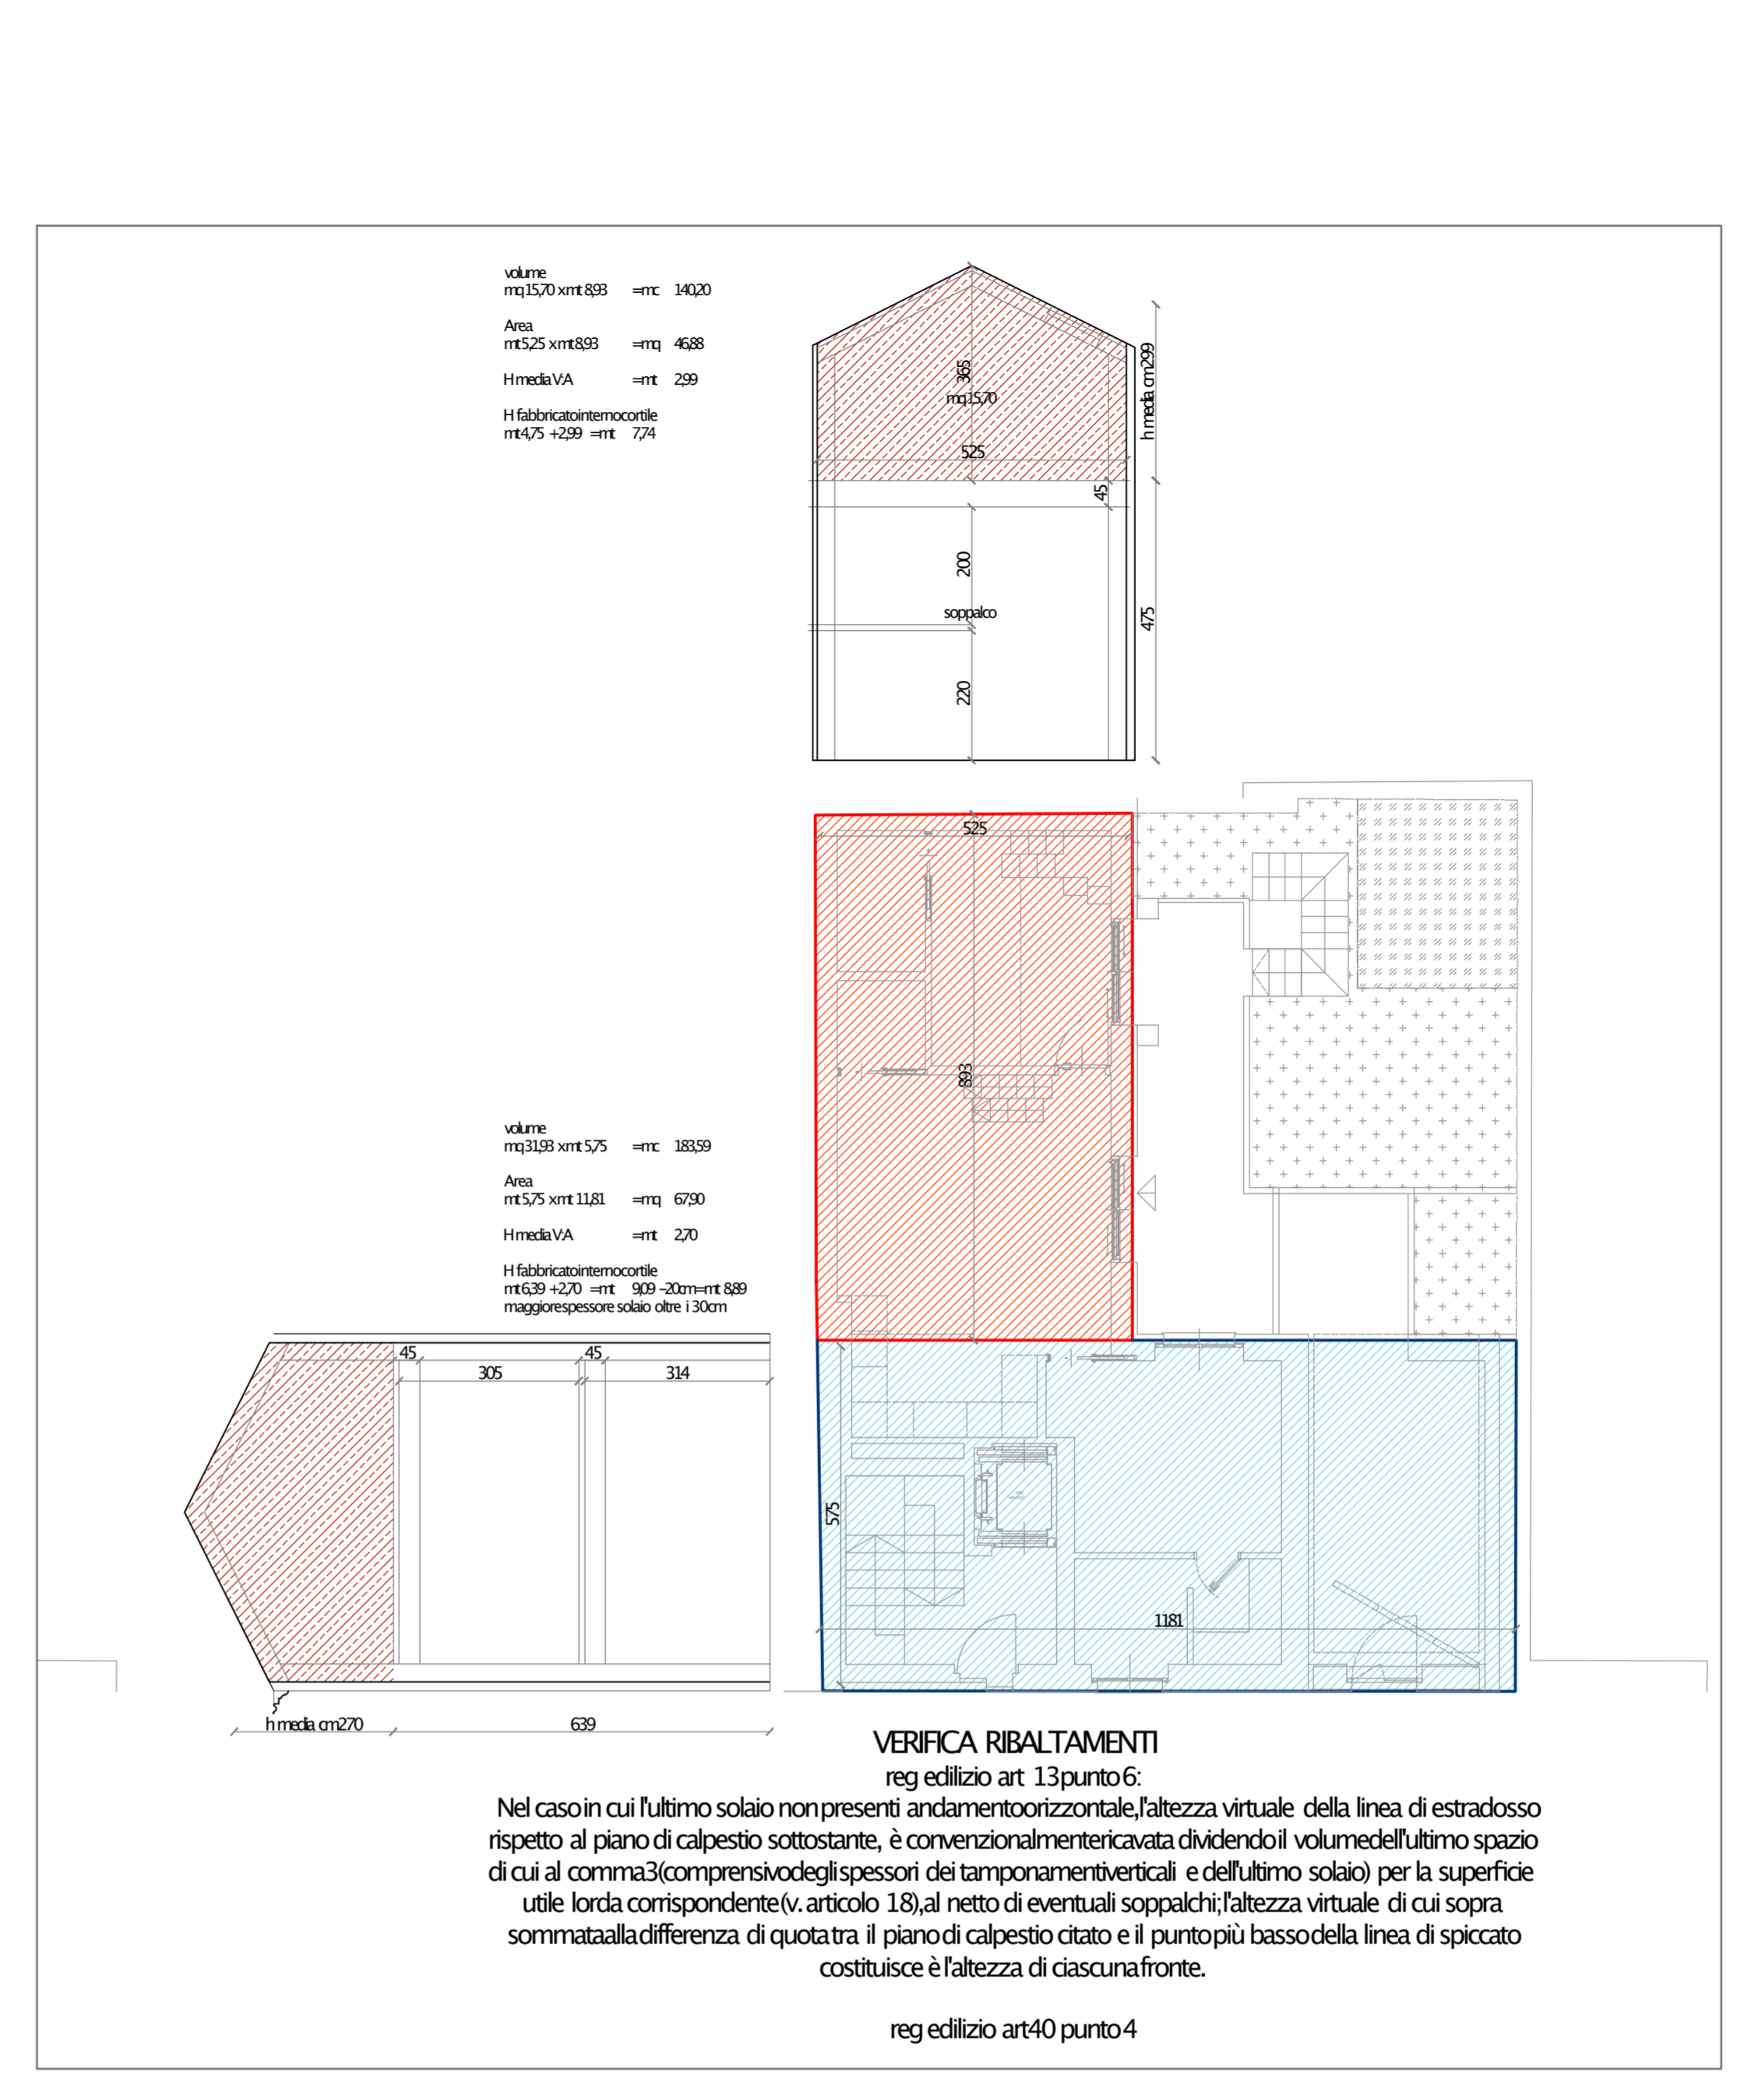 volume
mq 15,70 x mt 8,93 =mc 140,20
Area
mt 5,25 x mt 8,93 =mq 46,88
H media V:A =mt 2,99
H fabbricato interno cortile
mt 4,75 +2,99 =mt 7,74
365
mq 15,70
525
h media cm299
45
200
soppalco
220
475
525
893
volume
mq 31,93 x mt 5,75 =mc 183,59
Area
mt 5,75 x mt 11,81 =mq 67,90
H media V:A =mt 2,70
H fabbricato interno cortile
mt 6,39 +2,70 =mt 9,09 -20cm=mt 8,89
maggiore spessore solaio oltre i 30cm
45
45
305
314
575
1181
h media cm270
639
VERIFICA RIBALTAMENTI
reg edilizio art 13 punto 6:
Nel caso in cui l'ultimo solaio non presenti andamento orizzontale, l'altezza virtuale della linea di estradosso
rispetto al piano di calpestio sottostante, è convenzionalmente ricavata dividendo il volume dell'ultimo spazio
di cui al comma 3 (comprensivo degli spessori dei tamponamenti verticali e dell'ultimo solaio) per la superficie
utile lorda corrispondente (v. articolo 18), al netto di eventuali soppalchi; l'altezza virtuale di cui sopra
sommata alla differenza di quota tra il piano di calpestio citato e il punto più basso della linea di spiccato
costituisce è l'altezza di ciascuna fronte.
reg edilizio art40 punto 4